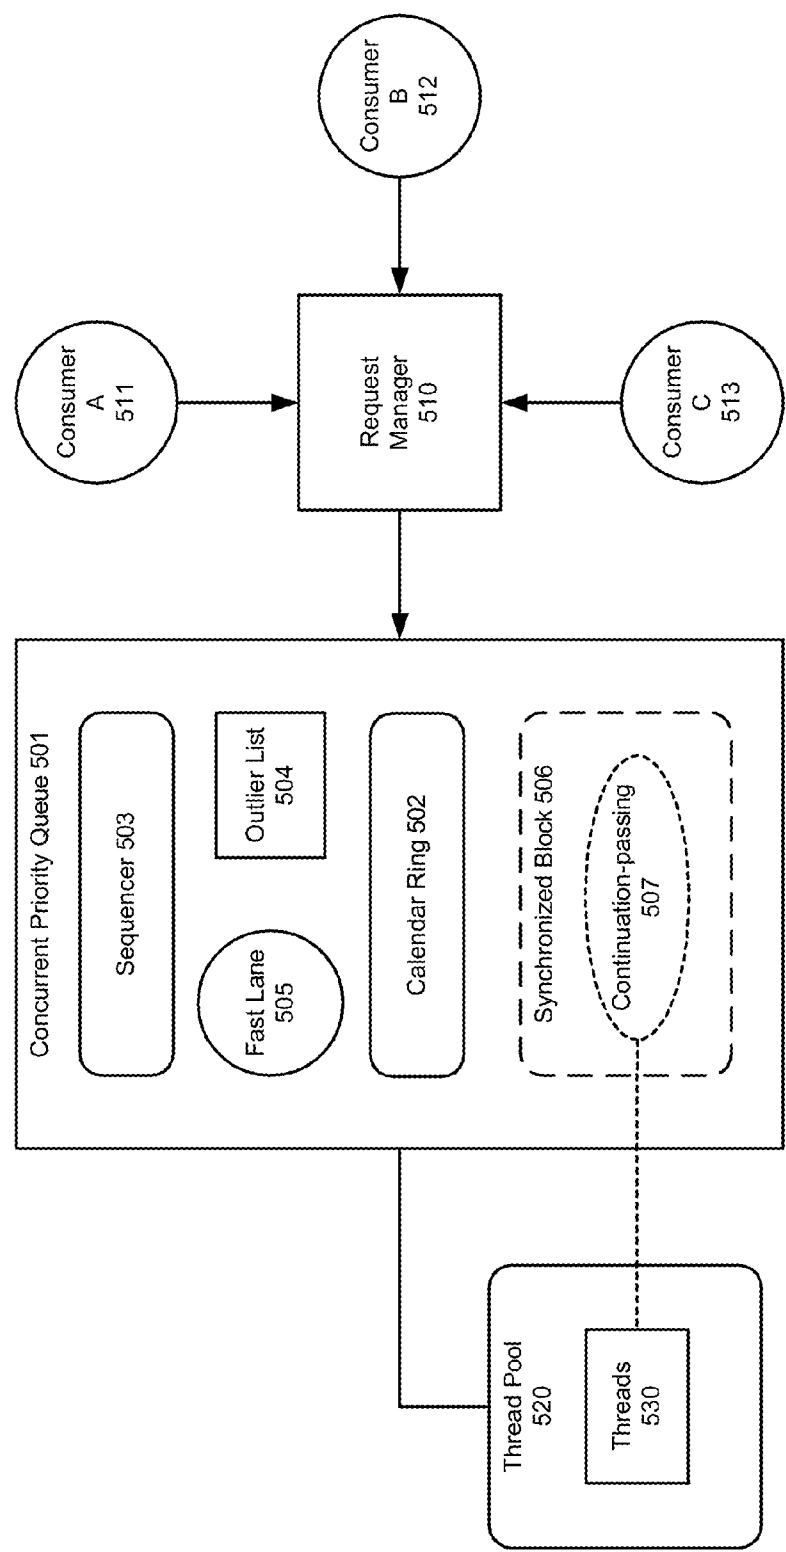 Consumer
B
512
Consumer
A
511
Request
Manager
510
Consumer
C
513
Concurrent Priority Queue 501
Sequencer 503
Fast Lane
505
Outlier List
504
Calendar Ring 502
Synchronized Block 506
Continuation-passing
507
Thread Pool
520
Threads
530